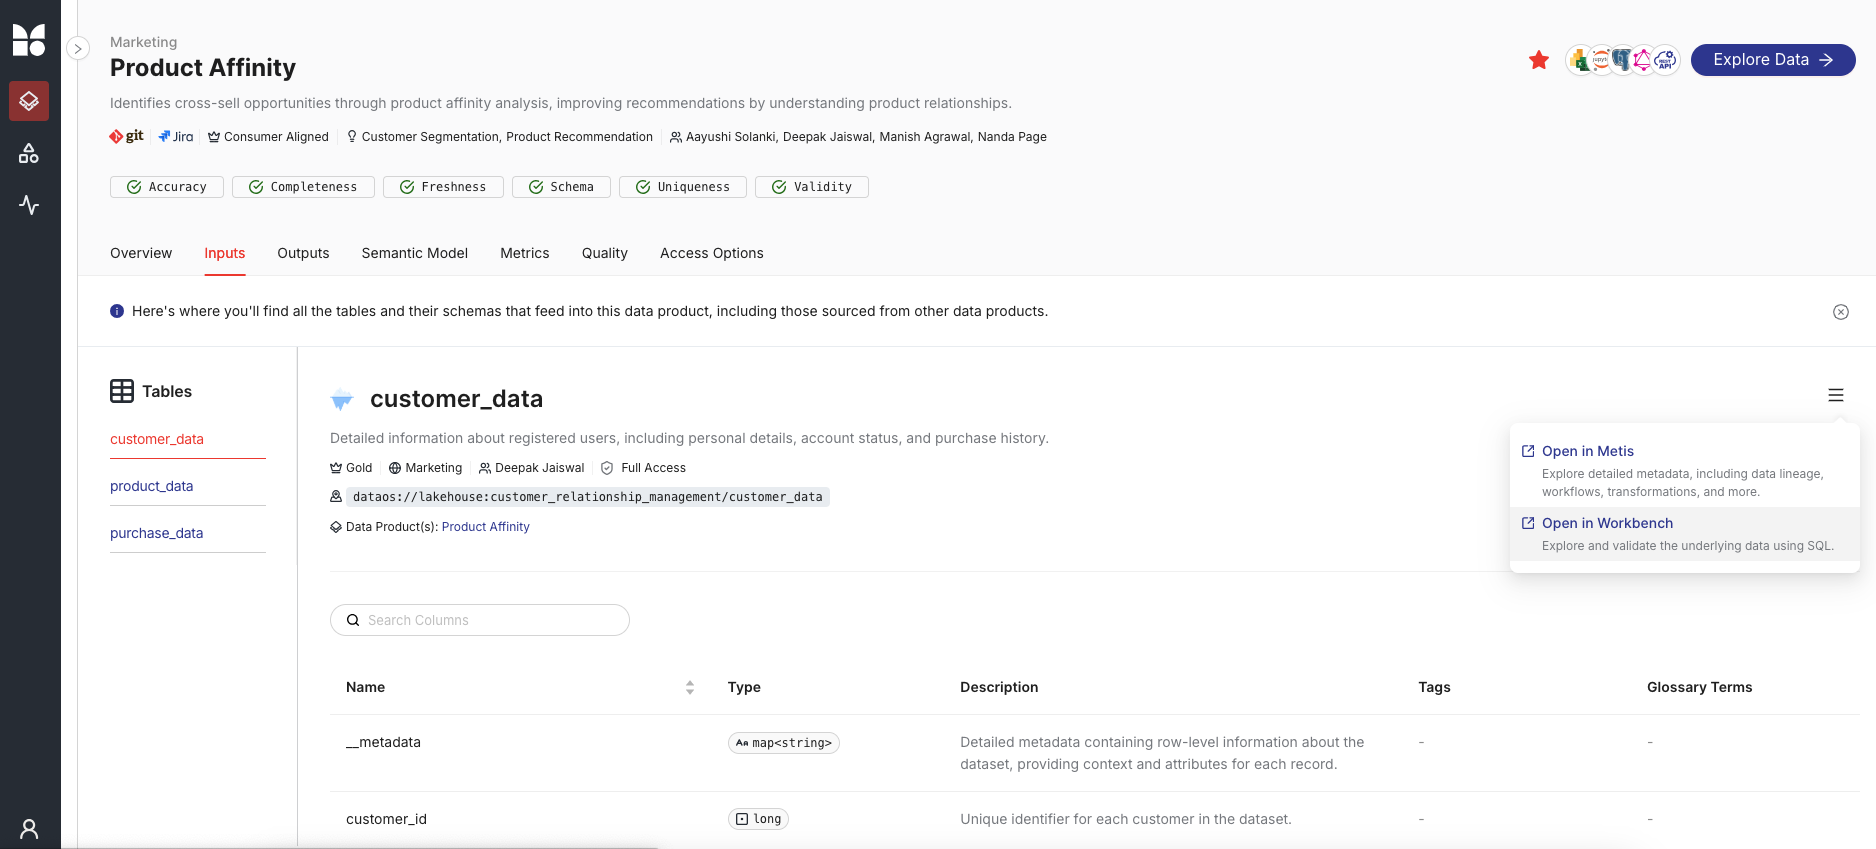 Marketing
Product Affinity
Explore Data
Identifies cross-sell opportunities through product affinity analysis, improving recommendations by understanding product relationships.
git Jira Consumer Aligned Customer Segmentation, Product Recommendation Aayushi Solanki, Deepak Jaiswal, Manish Agrawal, Nanda Page
Accuracy Completeness Freshness Schema Uniqueness Validity
Overview Inputs Outputs Semantic Model Metrics Quality Access Options
Here's where you'll find all the tables and their schemas that feed into this data product, including those sourced from other data products.
Tables
customer_data
product_data
purchase_data
customer_data
Detailed information about registered users, including personal details, account status, and purchase history.
Gold Marketing Deepak Jaiswal Full Access
dataos://lakehouse:customer_relationship_management/customer_data
Data Product(s): Product Affinity
Open in Metis
Explore detailed metadata, including data lineage,
workflows, transformations, and more.
Open in Workbench
Explore and validate the underlying data using SQL.
Search Columns
Name Type Description Tags Glossary Terms
__metadata map<string> Detailed metadata containing row-level information about the
dataset, providing context and attributes for each record. - -
customer_id long Unique identifier for each customer in the dataset. - -